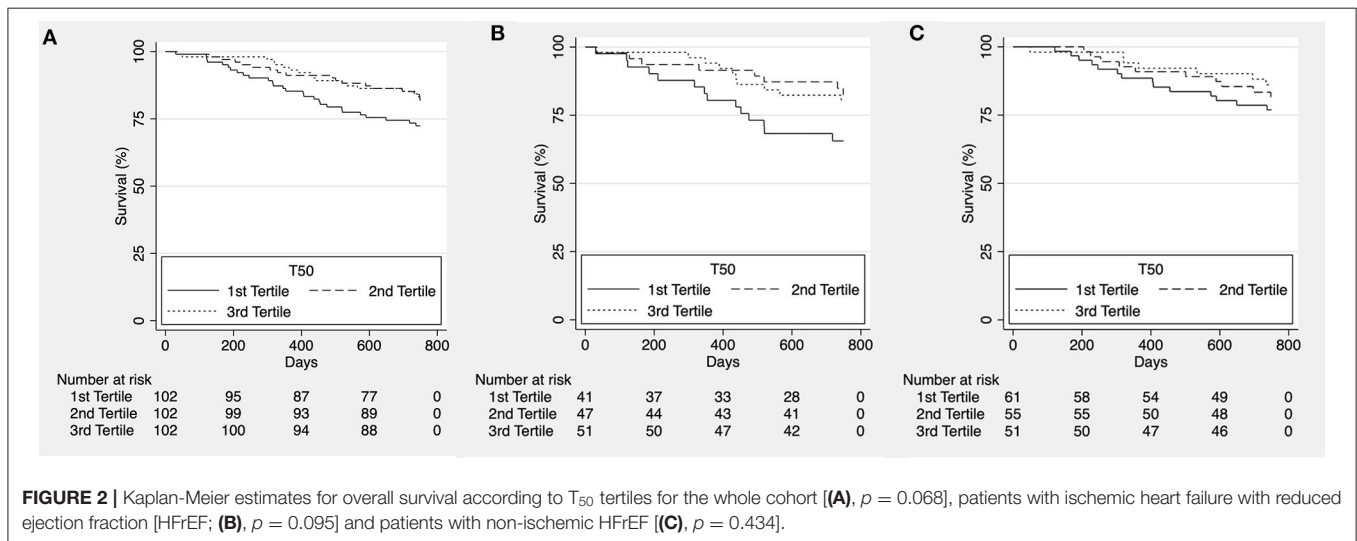 A
Survival (%)
100
75
50
25
0
T50
1st Tertile 2nd Tertile
3rd Tertile
0 200 400 600 800
Days
Number at risk
1st Tertile 102 95 87 77 0
2nd Tertile 102 99 93 89 0
3rd Tertile 102 100 94 88 0
B
Survival (%)
100
75
50
25
0
T50
1st Tertile 2nd Tertile
3rd Tertile
0 200 400 600 800
Days
Number at risk
1st Tertile 41 37 33 28 0
2nd Tertile 47 44 43 41 0
3rd Tertile 51 50 47 42 0
C
Survival (%)
100
75
50
25
0
T50
1st Tertile 2nd Tertile
3rd Tertile
0 200 400 600 800
Days
Number at risk
1st Tertile 61 58 54 49 0
2nd Tertile 55 55 50 48 0
3rd Tertile 51 50 47 46 0
FIGURE 2 | Kaplan-Meier estimates for overall survival according to T₅₀ tertiles for the whole cohort [(A), p = 0.068], patients with ischemic heart failure with reduced
ejection fraction [HFrEF; (B), p = 0.095] and patients with non-ischemic HFrEF [(C), p = 0.434].